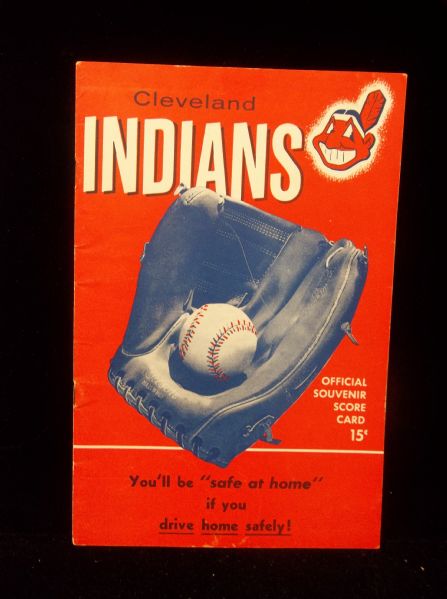 Cleveland
INDIANS
OFFICIAL
SOUVENIR
SCORE
CARD
15¢
You'll be "safe at home"
if you
drive home safely!